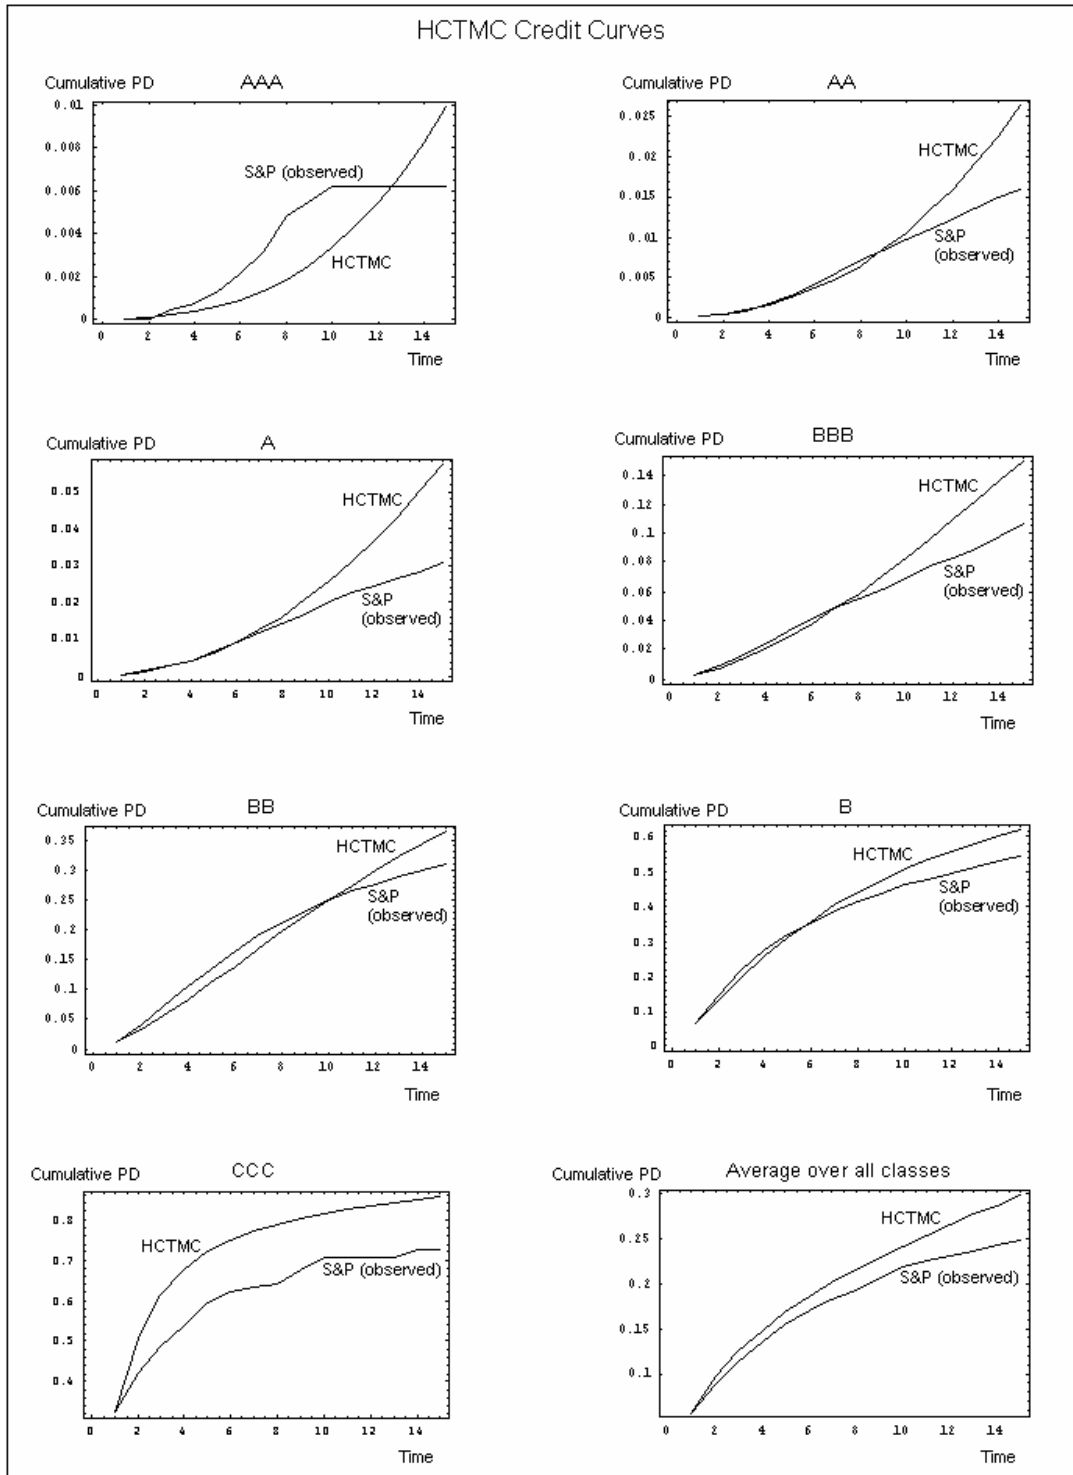 HCTMC Credit Curves
Cumulative PD AAA
0.01
0.008
0.006
0.004
0.002
0
S&P (observed)
HCTMC
0 2 4 6 8 10 12 14
Time
Cumulative PD AA
0.025
0.02
0.015
0.01
0.005
0
HCTMC
S&P
(observed)
0 2 4 6 8 10 12 14
Time
Cumulative PD A
0.05
0.04
0.03
0.02
0.01
0
HCTMC
S&P
(observed)
0 2 4 6 8 10 12 14
Time
Cumulative PD BBB
0.14
0.12
0.1
0.08
0.06
0.04
0.02
0
HCTMC
S&P
(observed)
0 2 4 6 8 10 12 14
Time
Cumulative PD BB
0.35
0.3
0.25
0.2
0.15
0.1
0.05
0
HCTMC
S&P
(observed)
0 2 4 6 8 10 12 14
Time
Cumulative PD B
0.6
0.5
0.4
0.3
0.2
0.1
0
HCTMC
S&P
(observed)
0 2 4 6 8 10 12 14
Time
Cumulative PD CCC
0.8
0.7
0.6
0.5
0.4
HCTMC
S&P (observed)
0 2 4 6 8 10 12 14
Time
Cumulative PD Average over all classes
0.3
0.25
0.2
0.15
0.1
HCTMC
S&P (observed)
0 2 4 6 8 10 12 14
Time